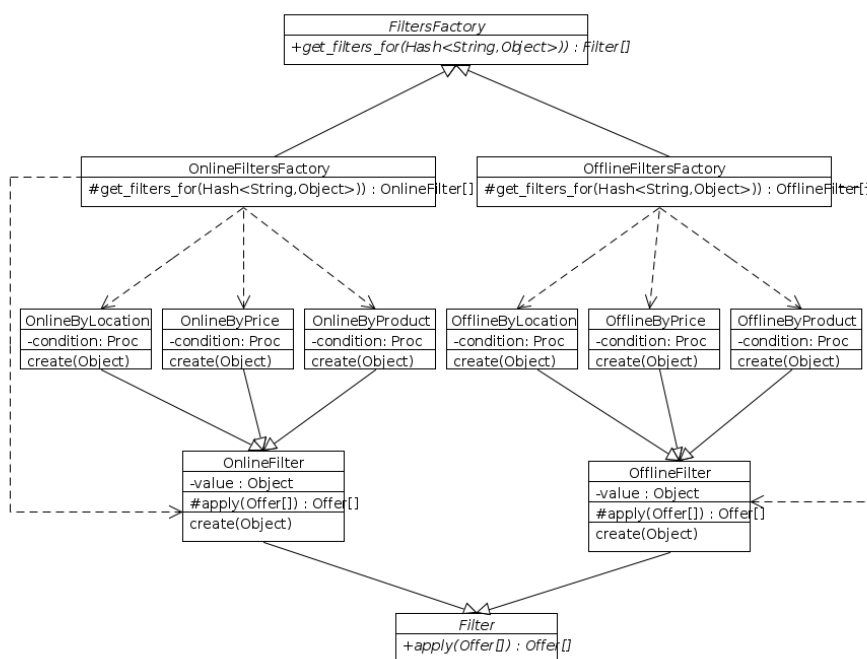 FiltersFactory
+get_filters_for(Hash<String,Object>)) : Filter[]
OnlineFiltersFactory
#get_filters_for(Hash<String,Object>)) : OnlineFilter[]
OfflineFiltersFactory
#get_filters_for(Hash<String,Object>)) : OfflineFilter[]
OnlineByLocation
-condition: Proc
create(Object)
OnlineByPrice
-condition: Proc
create(Object)
OnlineByProduct
-condition: Proc
create(Object)
OfflineByLocation
-condition: Proc
create(Object)
OfflineByPrice
-condition: Proc
create(Object)
OfflineByProduct
-condition: Proc
create(Object)
OnlineFilter
-value : Object
#apply(Offer[]) : Offer[]
create(Object)
OfflineFilter
-value : Object
#apply(Offer[]) : Offer[]
create(Object)
Filter
+apply(Offer[]) : Offer[]